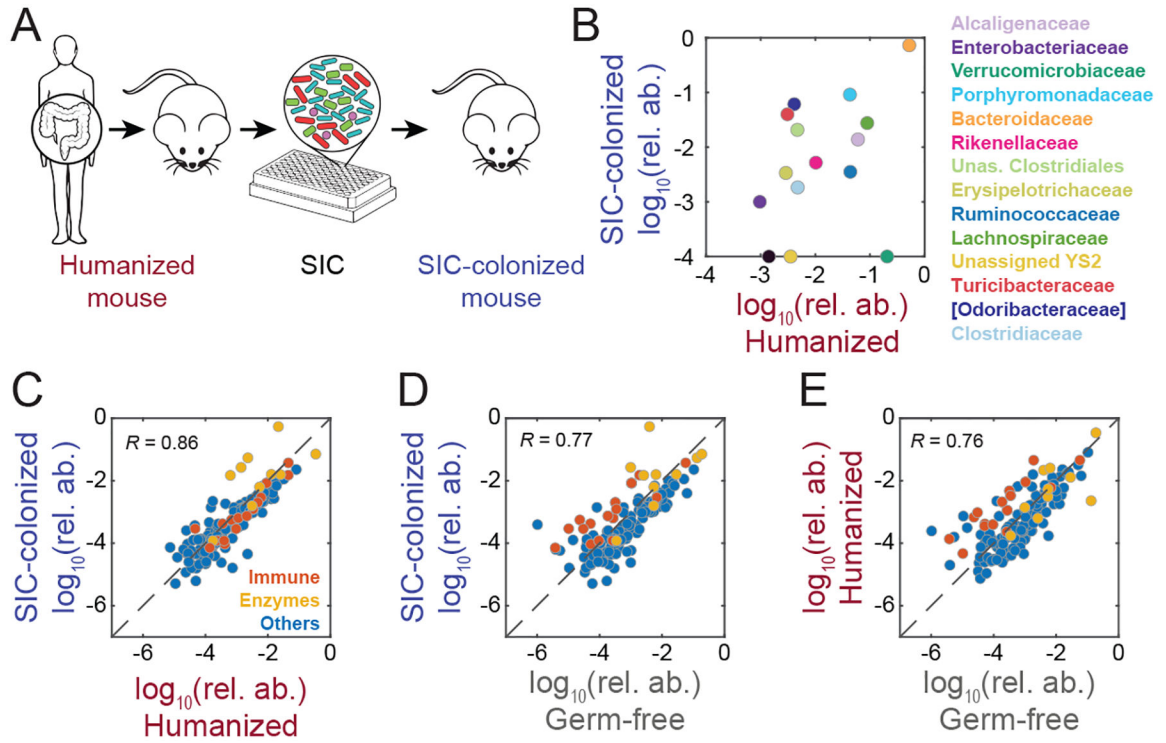 A
Humanized
mouse
SIC
SIC-colonized
mouse
B
SIC-colonized
log10(rel. ab.)
0
-1
-2
-3
-4
-4
-3
-2
-1
0
log10(rel. ab.)
Humanized
Alcaligenaceae
Enterobacteriaceae
Verrucomicrobiaceae
Porphyromonadaceae
Bacteroidaceae
Rikenellaceae
Unas. Clostridiales
Erysipelotrichaceae
Ruminococcaceae
Lachnospiraceae
Unassigned YS2
Turicibacteraceae
[Odoribacteraceae]
Clostridiaceae
C
SIC-colonized
log10(rel. ab.)
0
-2
-4
-6
R = 0.86
Immune
Enzymes
Others
-6
-4
-2
0
log10(rel. ab.)
Humanized
D
SIC-colonized
log10(rel. ab.)
0
-2
-4
-6
R = 0.77
-6
-4
-2
0
log10(rel. ab.)
Germ-free
E
log10(rel. ab.)
Humanized
0
-2
-4
-6
R = 0.76
-6
-4
-2
0
log10(rel. ab.)
Germ-free